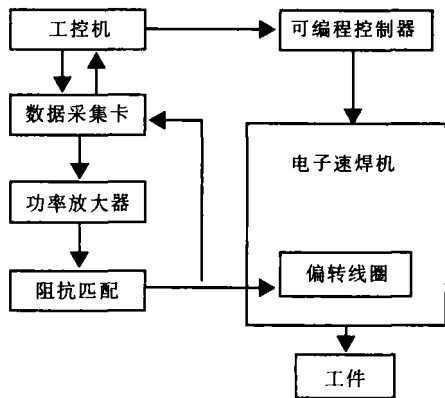 工控机
可编程控制器
数据采集卡
电子速焊机
功率放大器
偏转线圈
阻抗匹配
工件